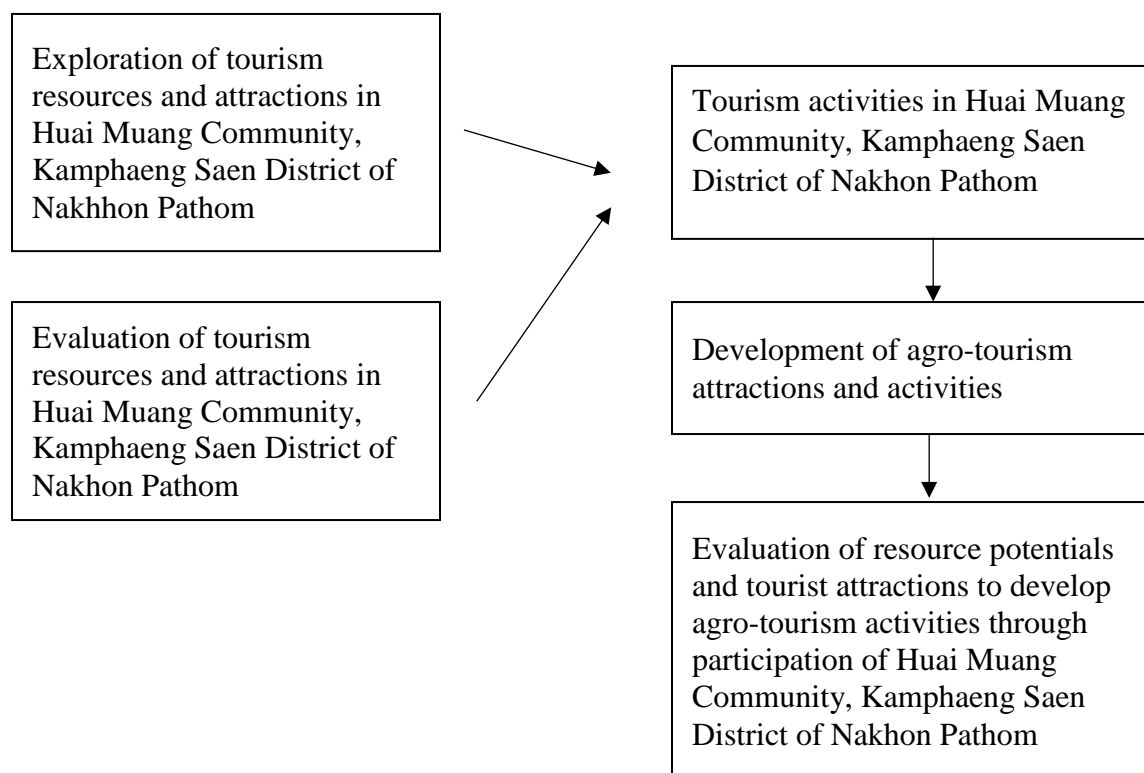 Exploration of tourism
resources and attractions in
Huai Muang Community,
Kamphaeng Saen District of
Nakhhon Pathom
Evaluation of tourism
resources and attractions in
Huai Muang Community,
Kamphaeng Saen District of
Nakhon Pathom
Tourism activities in Huai Muang
Community, Kamphaeng Saen
District of Nakhon Pathom
Development of agro-tourism
attractions and activities
Evaluation of resource potentials
and tourist attractions to develop
agro-tourism activities through
participation of Huai Muang
Community, Kamphaeng Saen
District of Nakhon Pathom